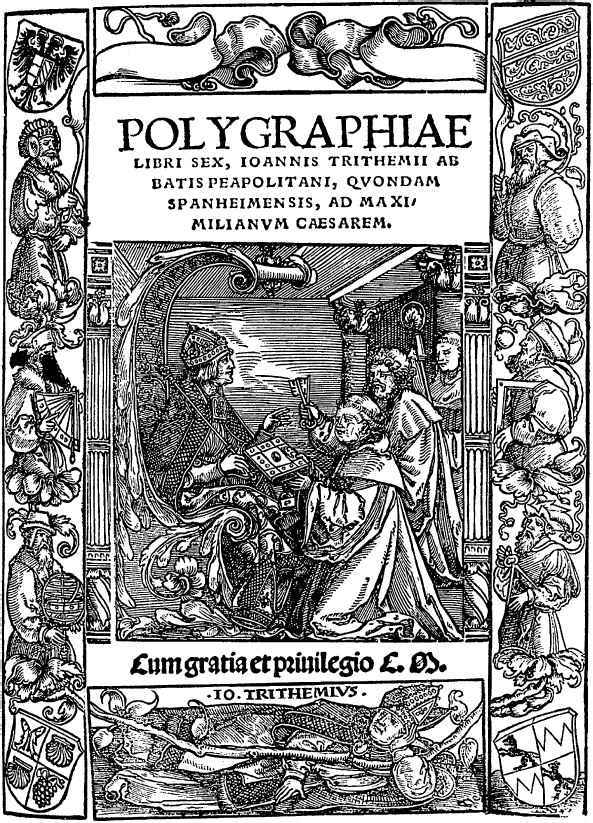 POLYGRAPHIAE
LIBRI SEX, IOANNIS TRITHEMII AB
BATIS PEAPOLITANI, QVONDAM
SPANHEIMENSIS, AD MAXI/
MILIANVM CAESAREM.
Cum gratia et priuilegio C. M.
·IO. TRITHEMIVS.